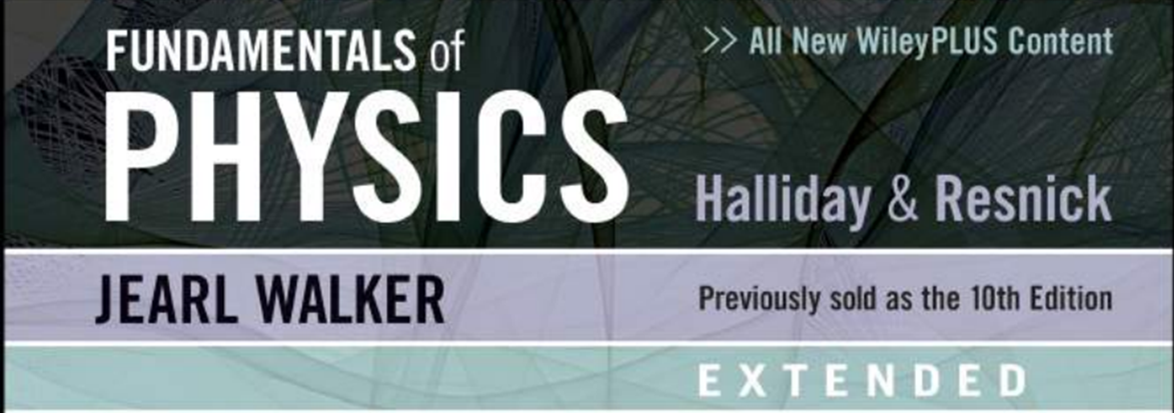 FUNDAMENTALS of
PHYSICS
>> All New WileyPLUS Content
Halliday & Resnick
JEARL WALKER
Previously sold as the 10th Edition
EXTENDED